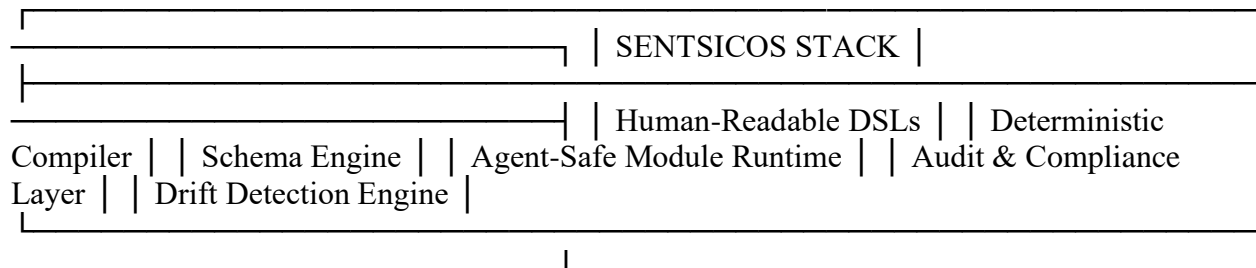 ┌──────────────────────────────────────────────
────────────────────┐ │ SENTSICOS STACK │
├──────────────────────────────────────────────
────────────────────┤ │ Human-Readable DSLs │ │ Deterministic
Compiler │ │ Schema Engine │ │ Agent-Safe Module Runtime │ │ Audit & Compliance
Layer │ │ Drift Detection Engine │
└──────────────────────────────────────────────